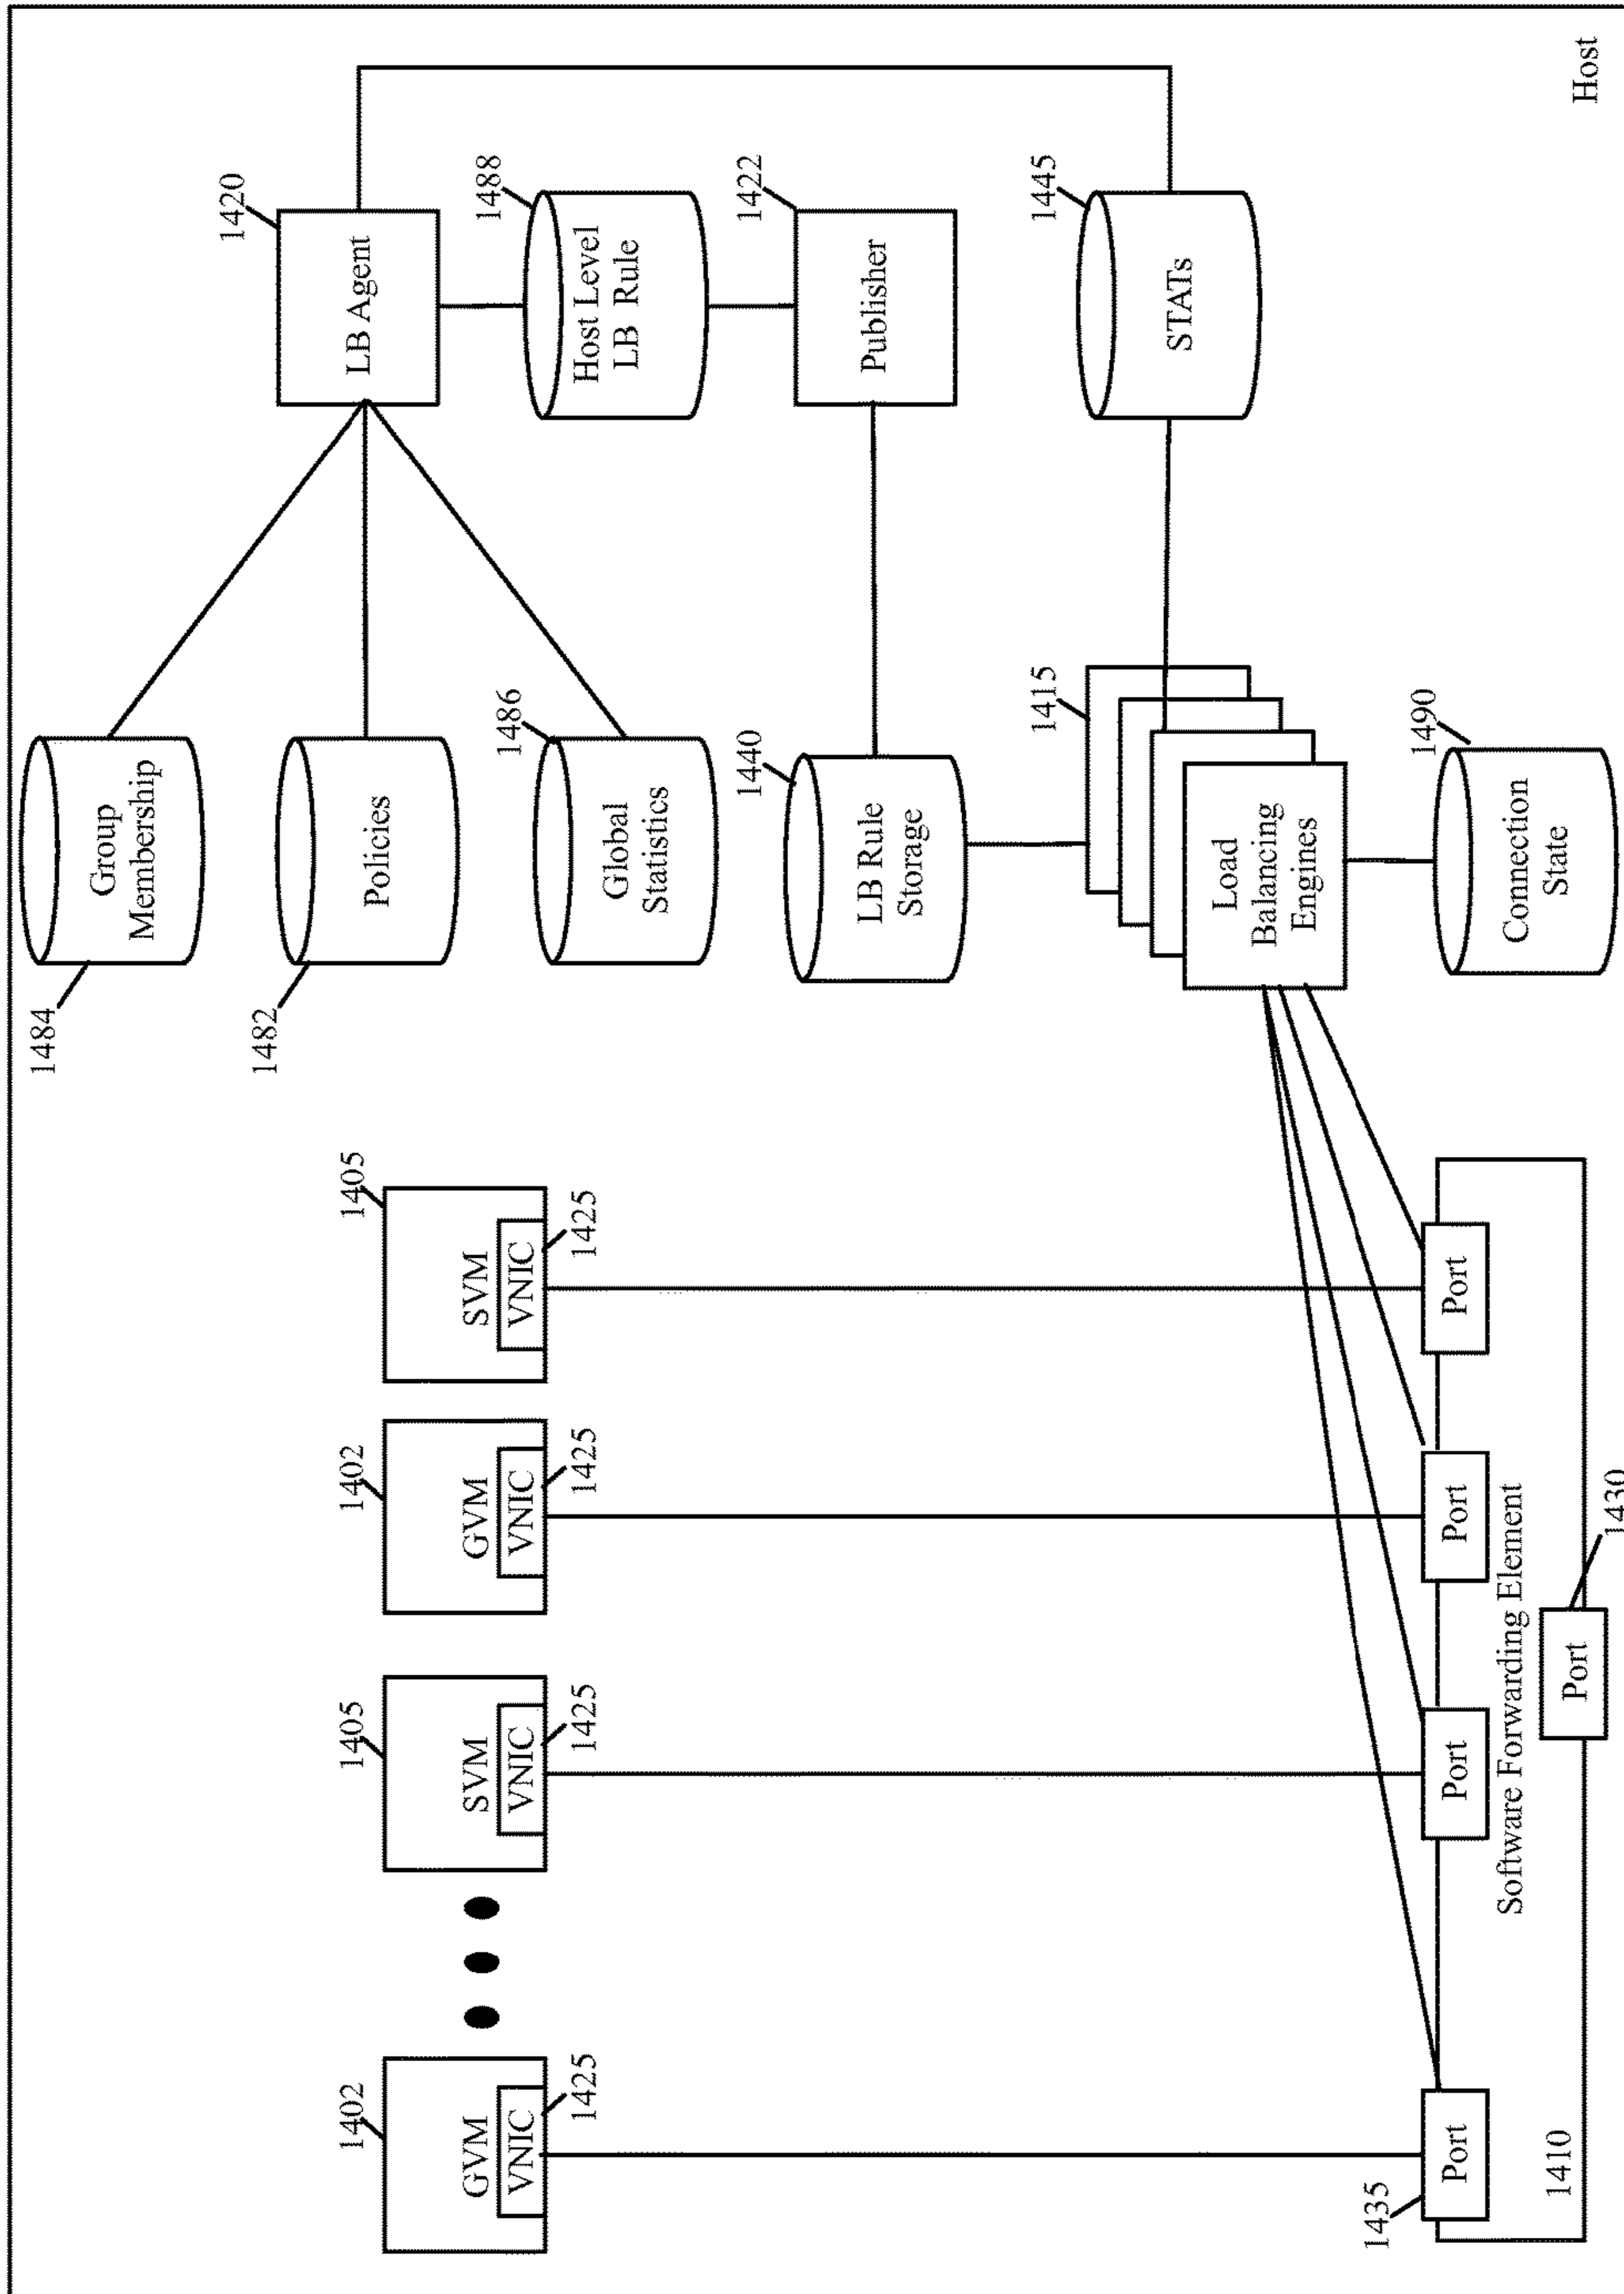 1402
GVM
VNIC
1425
1405
SVM
VNIC
1425
1402
GVM
VNIC
1425
1405
SVM
VNIC
1425
1484
Group
Membership
1482
Policies
1486
Global
Statistics
1420
LB Agent
1488
Host Level
LB Rule
1422
Publisher
1440
LB Rule
Storage
1445
STATs
1415
Load
Balancing
Engines
1490
Connection
State
1435
Port
Port
Port
Port
Software Forwarding Element
1410
Port
1430
Host